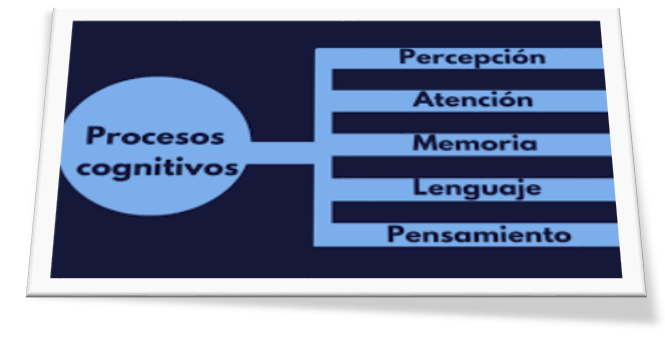 Procesos
cognitivos
Percepción
Atención
Memoria
Lenguaje
Pensamiento